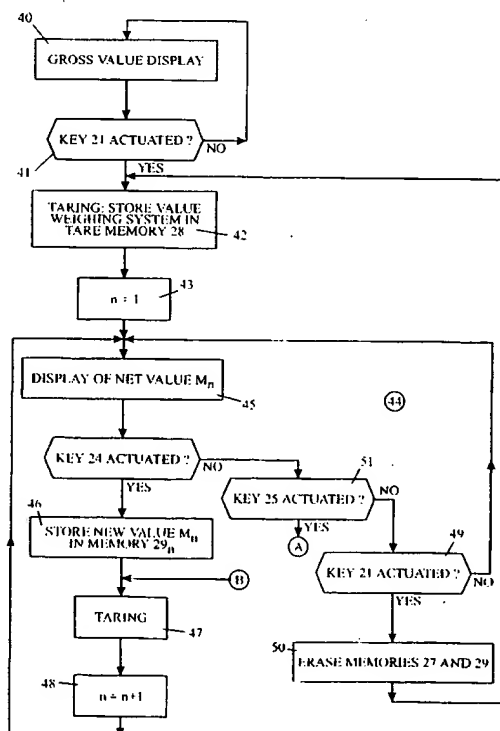 40
GROSS VALUE DISPLAY
KEY 21 ACTUATED ?
NO
41
YES
TARING: STORE VALUE
WEIGHING SYSTEM IN
TARE MEMORY 28
42
43
n = 1
DISPLAY OF NET VALUE Mn
45
44
KEY 24 ACTUATED ?
NO
YES
51
KEY 25 ACTUATED ?
NO
YES
A
46
STORE NEW VALUE Mn
IN MEMORY 29n
49
KEY 21 ACTUATED ?
NO
YES
B
TARING
47
50
ERASE MEMORIES 27 AND 29
48
n = n+1